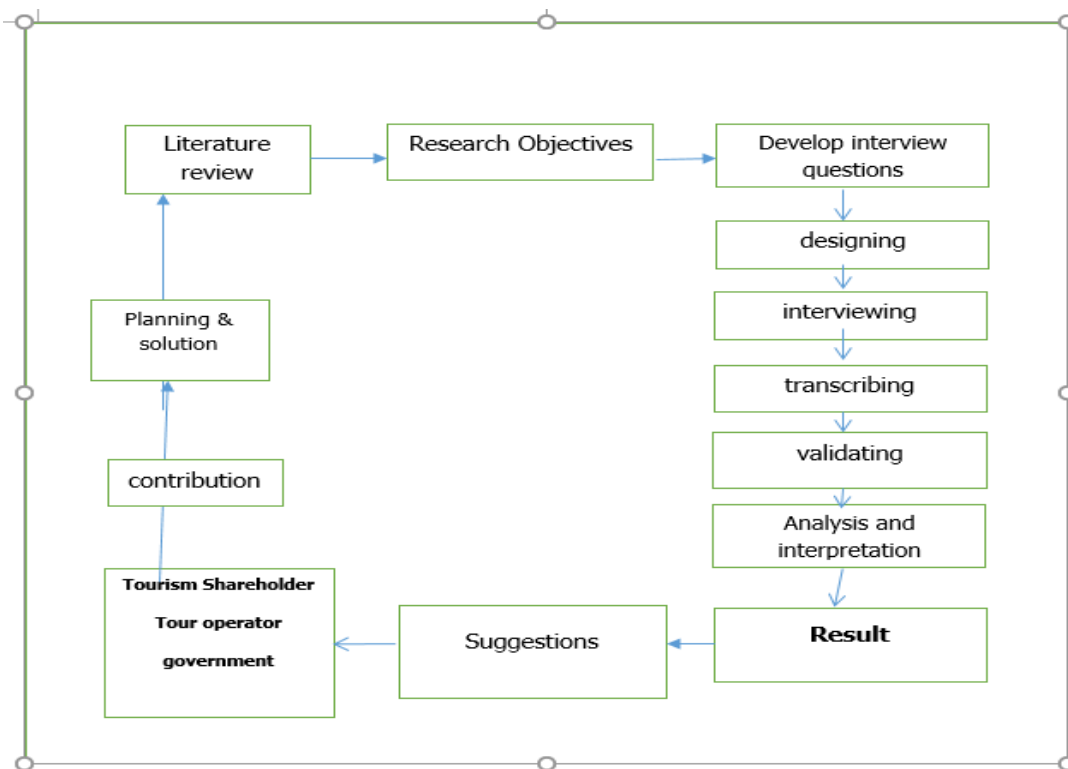 Literature
review
Research Objectives
Develop interview
questions
designing
interviewing
transcribing
validating
Analysis and
interpretation
Result
Suggestions
Tourism Shareholder
Tour operator
government
contribution
Planning &
solution